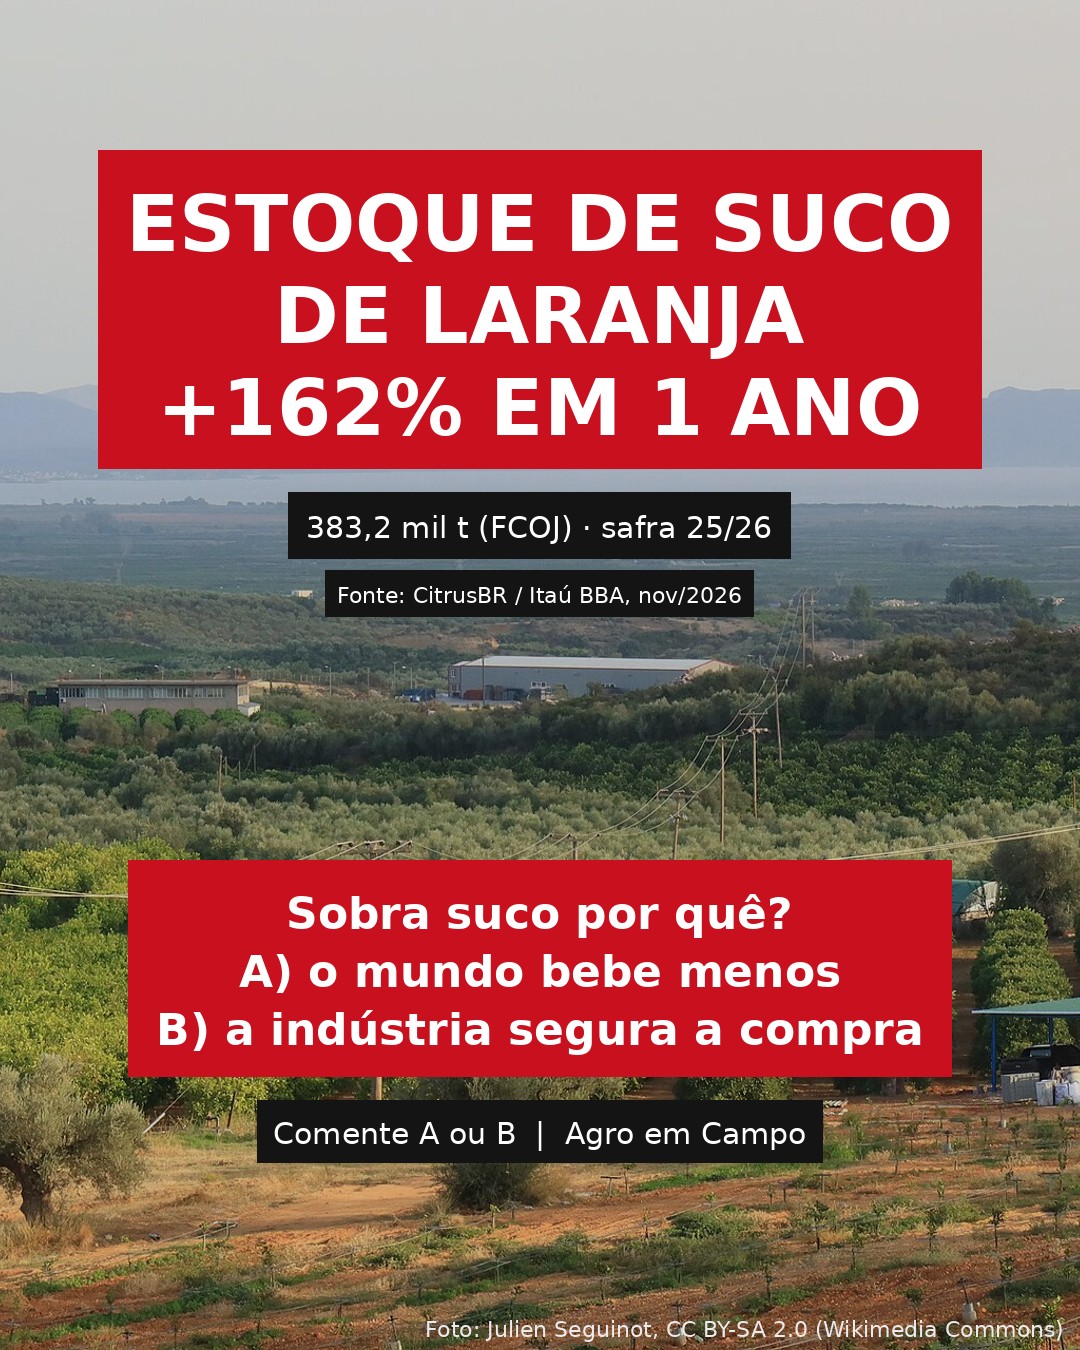 ESTOQUE DE SUCO
DE LARANJA
+162% EM 1 ANO
383,2 mil t (FCOJ) · safra 25/26
Fonte: CitrusBR / Itaú BBA, nov/2026
Sobra suco por quê?
A) o mundo bebe menos
B) a indústria segura a compra
Comente A ou B | Agro em Campo
Foto: Julien Seguinot, CC BY-SA 2.0 (Wikimedia Commons)